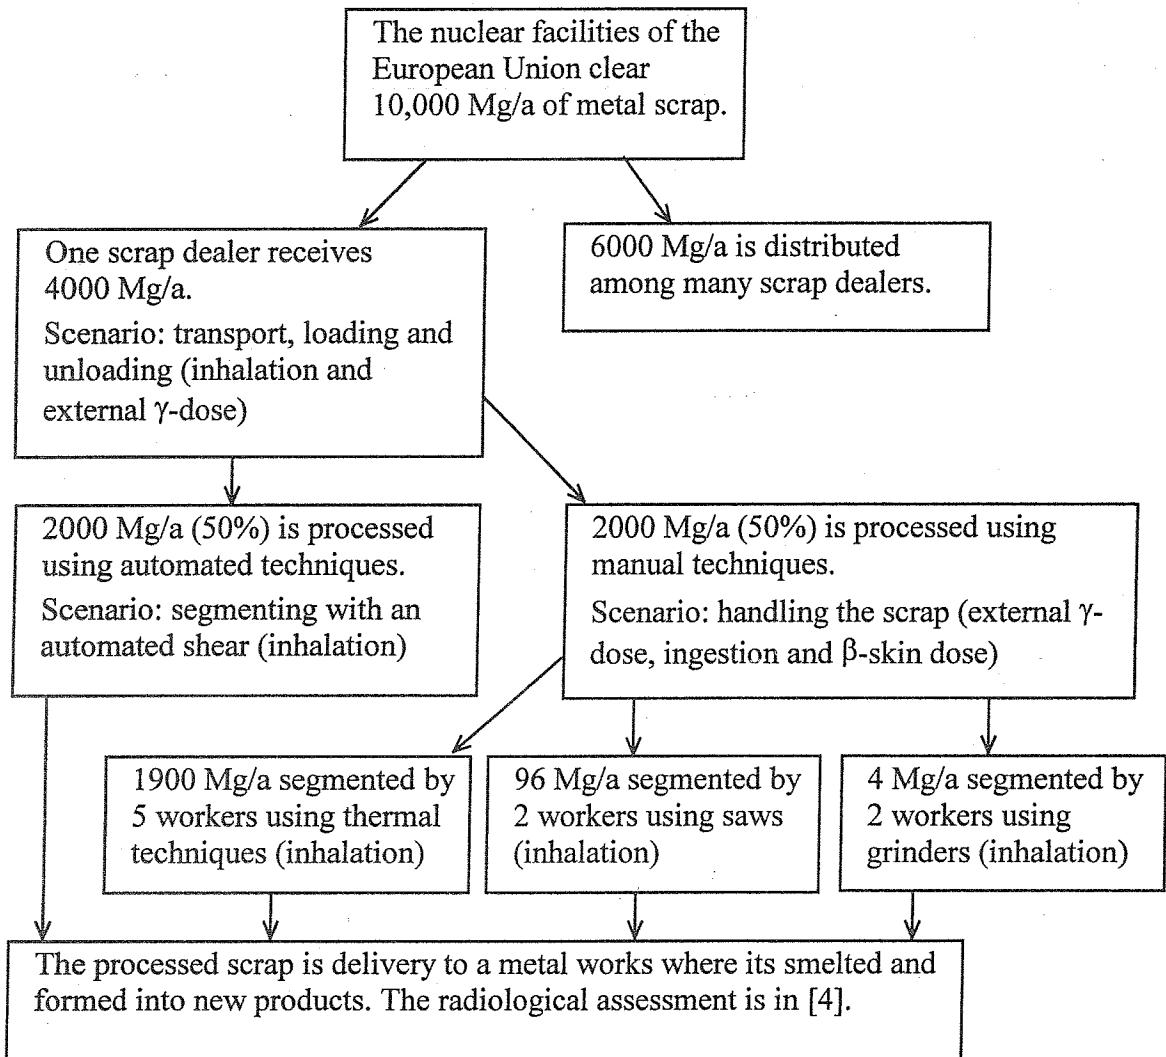 The nuclear facilities of the
European Union clear
10,000 Mg/a of metal scrap.
One scrap dealer receives
4000 Mg/a.
Scenario: transport, loading and
unloading (inhalation and
external γ-dose)
6000 Mg/a is distributed
among many scrap dealers.
2000 Mg/a (50%) is processed
using automated techniques.
Scenario: segmenting with an
automated shear (inhalation)
2000 Mg/a (50%) is processed using
manual techniques.
Scenario: handling the scrap (external γ-
dose, ingestion and β-skin dose)
1900 Mg/a segmented by
5 workers using thermal
techniques (inhalation)
96 Mg/a segmented by
2 workers using saws
(inhalation)
4 Mg/a segmented by
2 workers using
grinders (inhalation)
The processed scrap is delivery to a metal works where its smelted and
formed into new products. The radiological assessment is in [4].